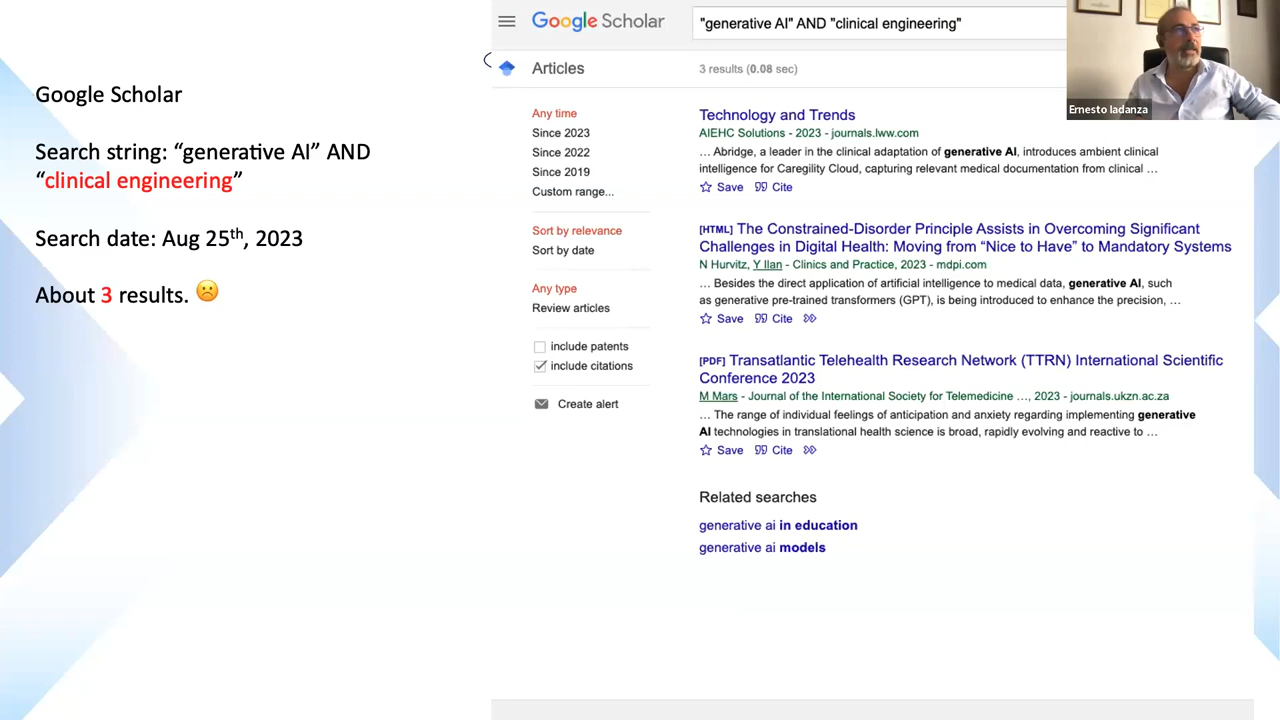 Google Scholar
Search string: “generative AI” AND
“clinical engineering”
Search date: Aug 25th, 2023
About 3 results. ☹️
Google Scholar
"generative AI" AND "clinical engineering"
Articles
3 results (0.08 sec)
Any time
Since 2023
Since 2022
Since 2019
Custom range...
Sort by relevance
Sort by date
Any type
Review articles
include patents
include citations
Create alert
Technology and Trends
AIEHC Solutions - 2023 - journals.lww.com
… Abridge, a leader in the clinical adaptation of generative AI, introduces ambient clinical
intelligence for Caregility Cloud, capturing relevant medical documentation from clinical …
Save Cite
[HTML] The Constrained-Disorder Principle Assists in Overcoming Significant
Challenges in Digital Health: Moving from “Nice to Have” to Mandatory Systems
N Hurvitz, Y Ilan - Clinics and Practice, 2023 - mdpi.com
… Besides the direct application of artificial intelligence to medical data, generative AI, such
as generative pre-trained transformers (GPT), is being introduced to enhance the precision, …
Save Cite
[PDF] Transatlantic Telehealth Research Network (TTRN) International Scientific
Conference 2023
M Mars - Journal of the International Society for Telemedicine …, 2023 - journals.ukzn.ac.za
… The range of individual feelings of anticipation and anxiety regarding implementing generative
AI technologies in translational health science is broad, rapidly evolving and reactive to …
Save Cite
Related searches
generative ai in education
generative ai models
Ernesto Iadanza